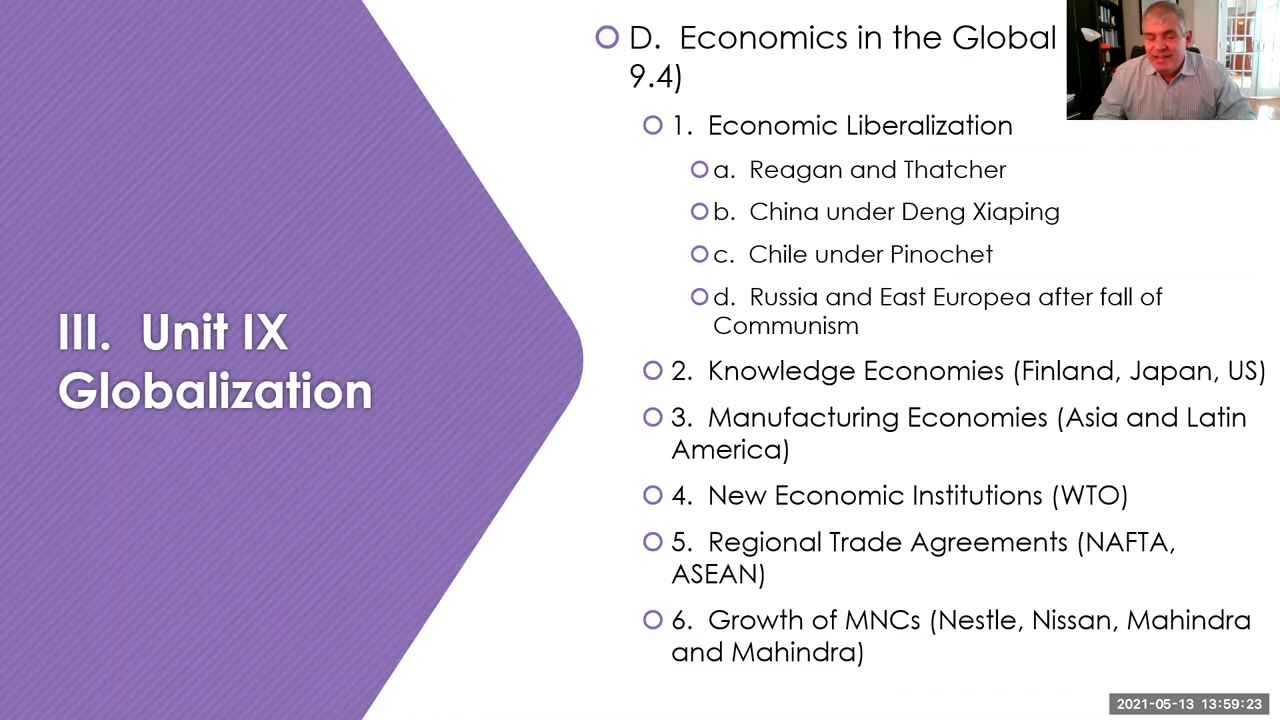 III. Unit IX
Globalization
D. Economics in the Global
9.4)
1. Economic Liberalization
a. Reagan and Thatcher
b. China under Deng Xiaping
c. Chile under Pinochet
d. Russia and East Europea after fall of
Communism
2. Knowledge Economies (Finland, Japan, US)
3. Manufacturing Economies (Asia and Latin
America)
4. New Economic Institutions (WTO)
5. Regional Trade Agreements (NAFTA,
ASEAN)
6. Growth of MNCs (Nestle, Nissan, Mahindra
and Mahindra)
2021-05-13 13:59:23